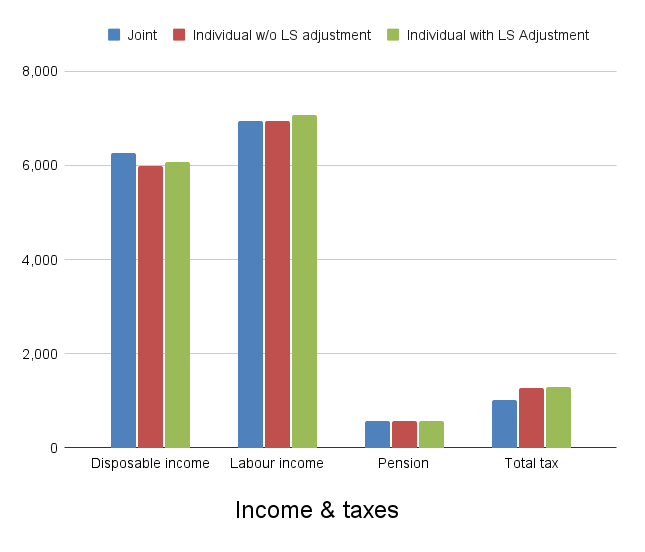 Joint Individual w/o LS adjustment Individual with LS Adjustment
8,000
6,000
4,000
2,000
0
Disposable income Labour income Pension Total tax
Income & taxes